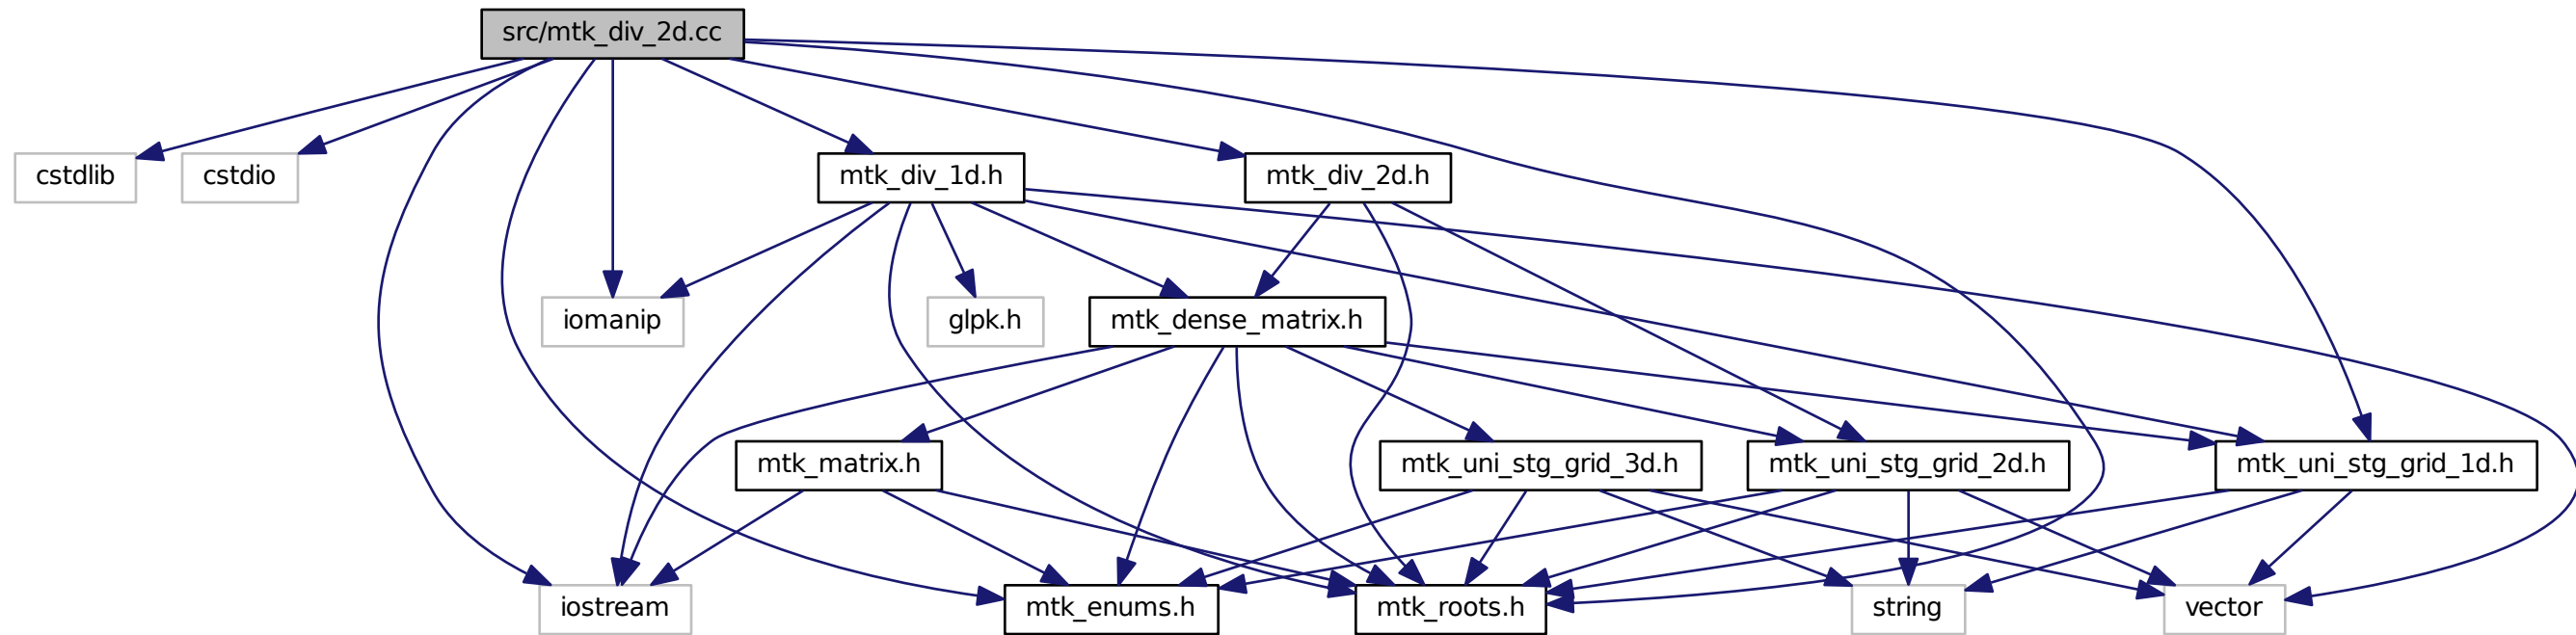 src/mtk_div_2d.cc
cstdlib
cstdio
mtk_div_1d.h
mtk_div_2d.h
iomanip
glpk.h
mtk_dense_matrix.h
mtk_matrix.h
mtk_uni_stg_grid_3d.h
mtk_uni_stg_grid_2d.h
mtk_uni_stg_grid_1d.h
iostream
mtk_enums.h
mtk_roots.h
string
vector